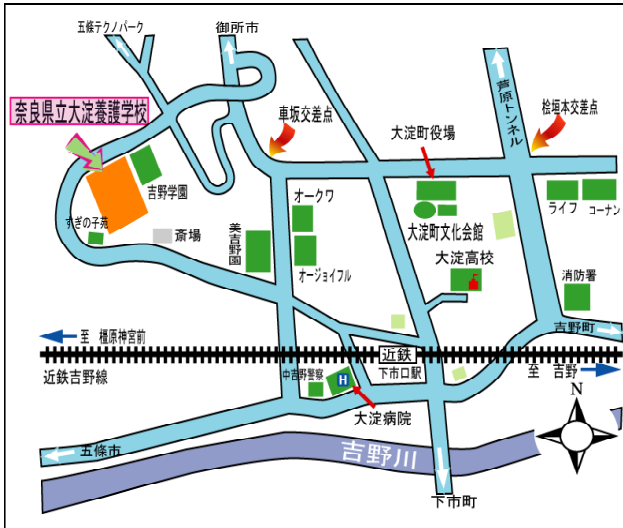 五條テクノパーク
御所市
奈良県立大淀養護学校
車坂交差点
芦原トンネル
桧垣本交差点
大淀町役場
吉野学園
すぎの子苑
斎場
美吉野園
オークワ
オージョイフル
大淀町文化会館
大淀高校
ライフ
コーナン
消防署
吉野町
至 橿原神宮前
近鉄吉野線
近鉄
下市口駅
至 吉野
中吉野警察
H
大淀病院
N
五條市
吉野川
下市町